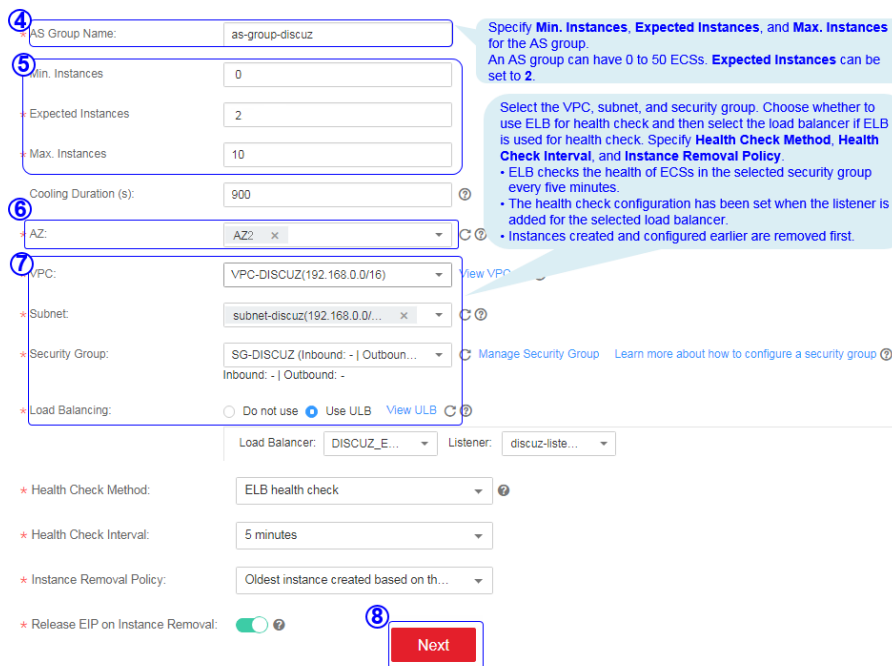 ④
* AS Group Name: as-group-discuz
Specify Min. Instances, Expected Instances, and Max. Instances
for the AS group.
An AS group can have 0 to 50 ECSs. Expected Instances can be
set to 2.
⑤
Min. Instances 0
* Expected Instances 2
* Max. Instances 10
Select the VPC, subnet, and security group. Choose whether to
use ELB for health check and then select the load balancer if ELB
is used for health check. Specify Health Check Method, Health
Check Interval, and Instance Removal Policy.
• ELB checks the health of ECSs in the selected security group
every five minutes.
• The health check configuration has been set when the listener is
added for the selected load balancer.
• Instances created and configured earlier are removed first.
Cooling Duration (s): 900 ?
⑥
* AZ: AZ2 × ?
⑦
VPC: VPC-DISCUZ(192.168.0.0/16) View VPC
* Subnet: subnet-discuz(192.168.0.0/... × ?
* Security Group: SG-DISCUZ (Inbound: - | Outboun... Manage Security Group Learn more about how to configure a security group ?
Inbound: - | Outbound: -
* Load Balancing: Do not use Use ULB View ULB ?
Load Balancer: DISCUZ_E... Listener: discuz-liste...
* Health Check Method: ELB health check ?
* Health Check Interval: 5 minutes
* Instance Removal Policy: Oldest instance created based on th...
* Release EIP on Instance Removal: ?
⑧
Next